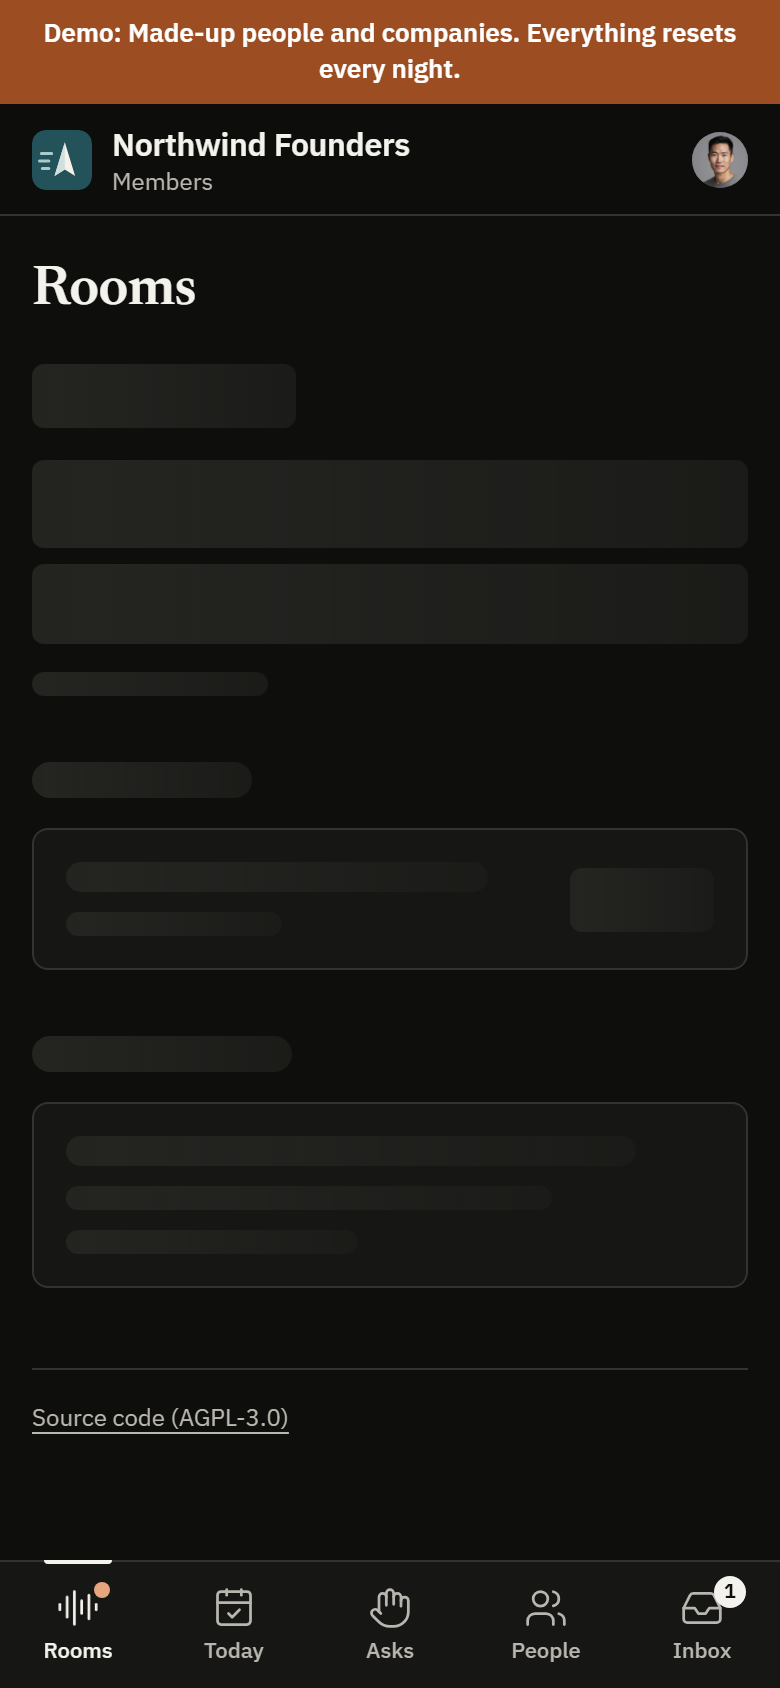 Demo: Made-up people and companies. Everything resets
every night.
Northwind Founders
Members
Rooms
Source code (AGPL-3.0)
1
Rooms
Today
Asks
People
Inbox